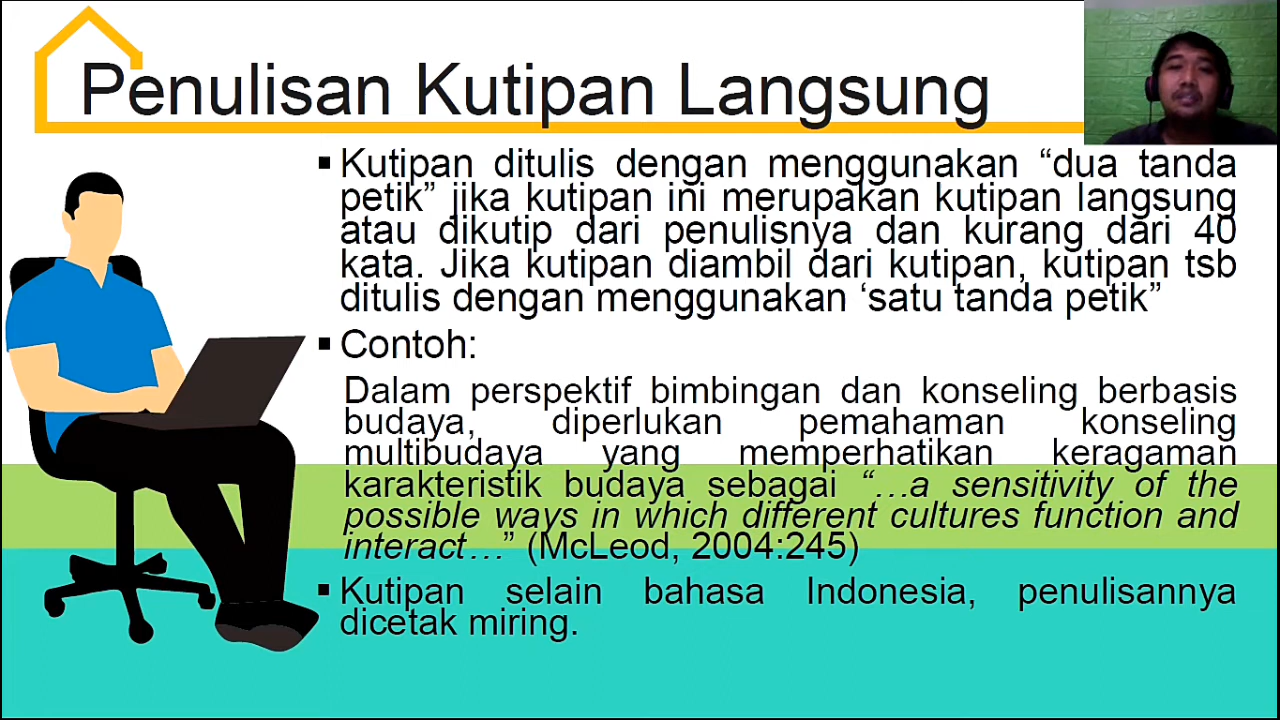 Penulisan Kutipan Langsung
▪ Kutipan ditulis dengan menggunakan “dua tanda
petik” jika kutipan ini merupakan kutipan langsung
atau dikutip dari penulisnya dan kurang dari 40
kata. Jika kutipan diambil dari kutipan, kutipan tsb
ditulis dengan menggunakan ‘satu tanda petik”
▪ Contoh:
Dalam perspektif bimbingan dan konseling berbasis
budaya, diperlukan pemahaman konseling
multibudaya yang memperhatikan keragaman
karakteristik budaya sebagai “…a sensitivity of the
possible ways in which different cultures function and
interact…” (McLeod, 2004:245)
▪ Kutipan selain bahasa Indonesia, penulisannya
dicetak miring.